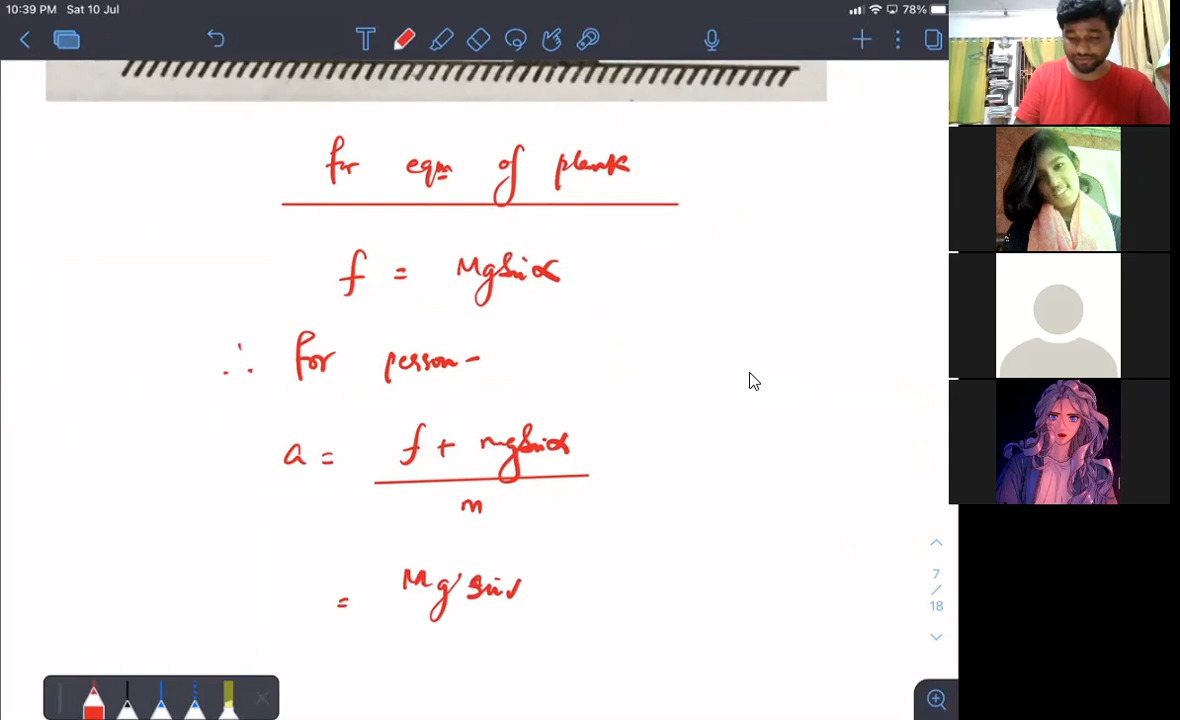 10:39 PM Sat 10 Jul 78%
for eqm of plank
f = Mg sin α
∴ for person -
a = f + mg sin α
m
= Mg sin
7
/
18